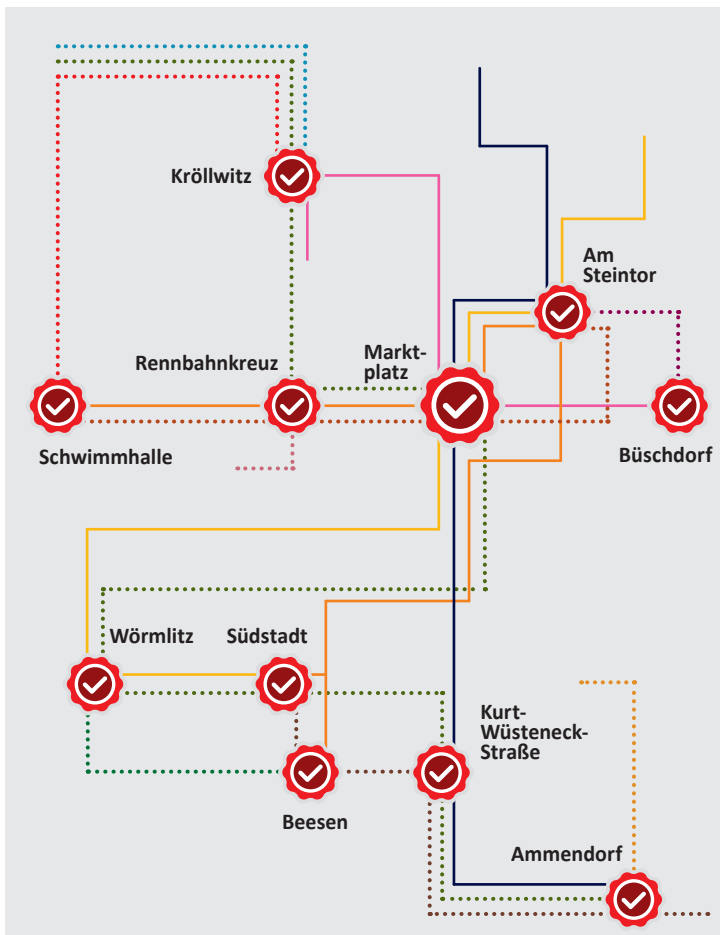 Kröllwitz
Am
Steintor
Rennbahnkreuz
Markt-
platz
Schwimmhalle
Büschdorf
Wörmlitz
Südstadt
Kurt-
Wüsteneck-
Straße
Beesen
Ammendorf